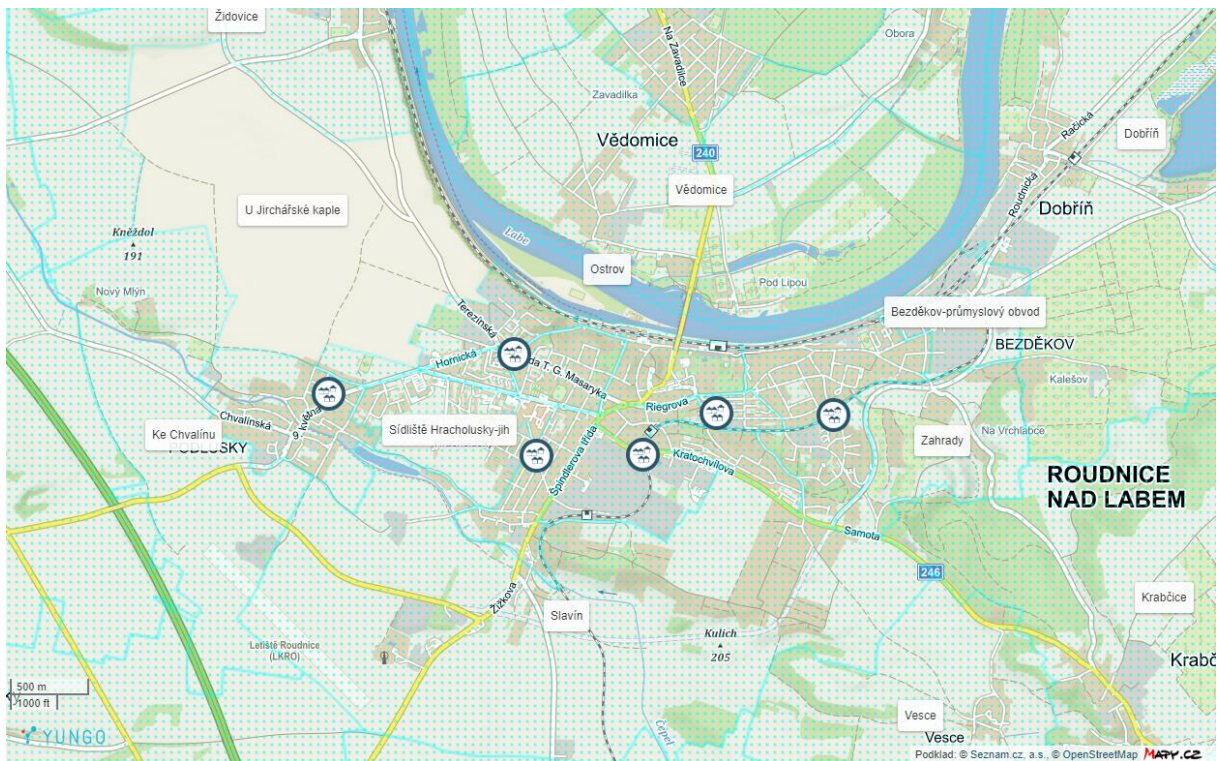 Židovice
Na Zavadilce
Obora
Zavadilka
Vědomice
240
Račická
Dobříň
Vědomice
Roudnická
Dobříň
U Jirchářské kaple
Kněždol
191
Labe
Ostrov
Pod Lipou
Nový Mlýn
Terezínská
Bezděkov-průmyslový obvod
BEZDĚKOV
Hornická
da T. G. Masaryka
Kalešov
Riegrova
Chvalínská
9. května
Sídliště Hracholusky-jih
Ke Chvalínu
PODLUSKY
Špindlerova třída
Zahrady
Na Vrchlabce
Kratochvílova
ROUDNICE
NAD LABEM
Samota
246
Žižkova
Slavín
Krabčice
Letiště Roudnice
(LKRO)
Kulich
205
Krabč
500 m
1000 ft
Vesce
Čepel
YUNGO
Vesce
Podklad: © Seznam.cz, a.s., © OpenStreetMap MAPY.CZ